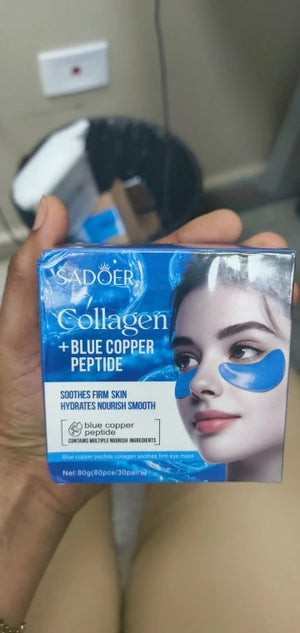 SADOER
Collagen
+BLUE COPPER
PEPTIDE
SOOTHES FIRM SKIN
HYDRATES NOURISH SMOOTH
blue copper
peptide
CONTAINS MULTIPLE NOURISH INGREDIENTS
Blue copper peptide collagen soothes firm eye mask
Net:80g(60pcs/30pairs)